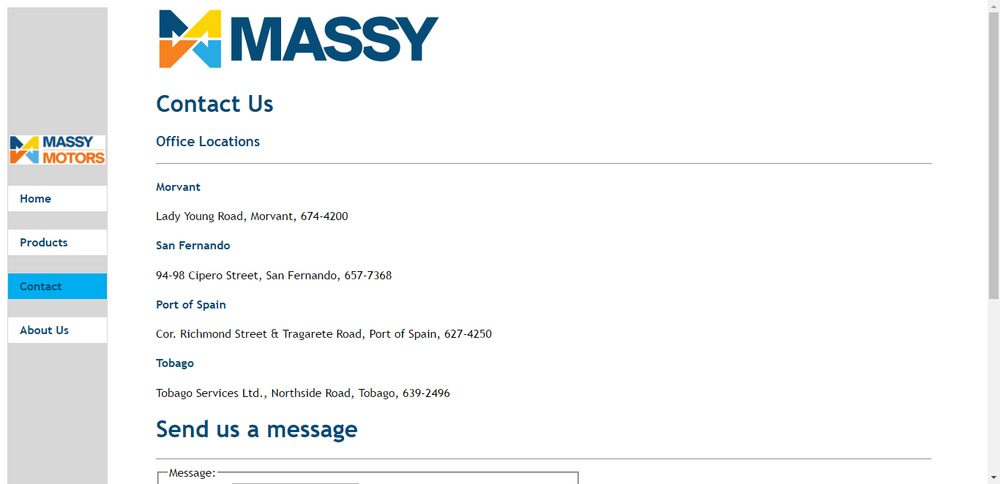 MASSY
MASSY
MOTORS
Home
Products
Contact
About Us
Contact Us
Office Locations
Morvant
Lady Young Road, Morvant, 674-4200
San Fernando
94-98 Cipero Street, San Fernando, 657-7368
Port of Spain
Cor. Richmond Street & Tragarete Road, Port of Spain, 627-4250
Tobago
Tobago Services Ltd., Northside Road, Tobago, 639-2496
Send us a message
Message: